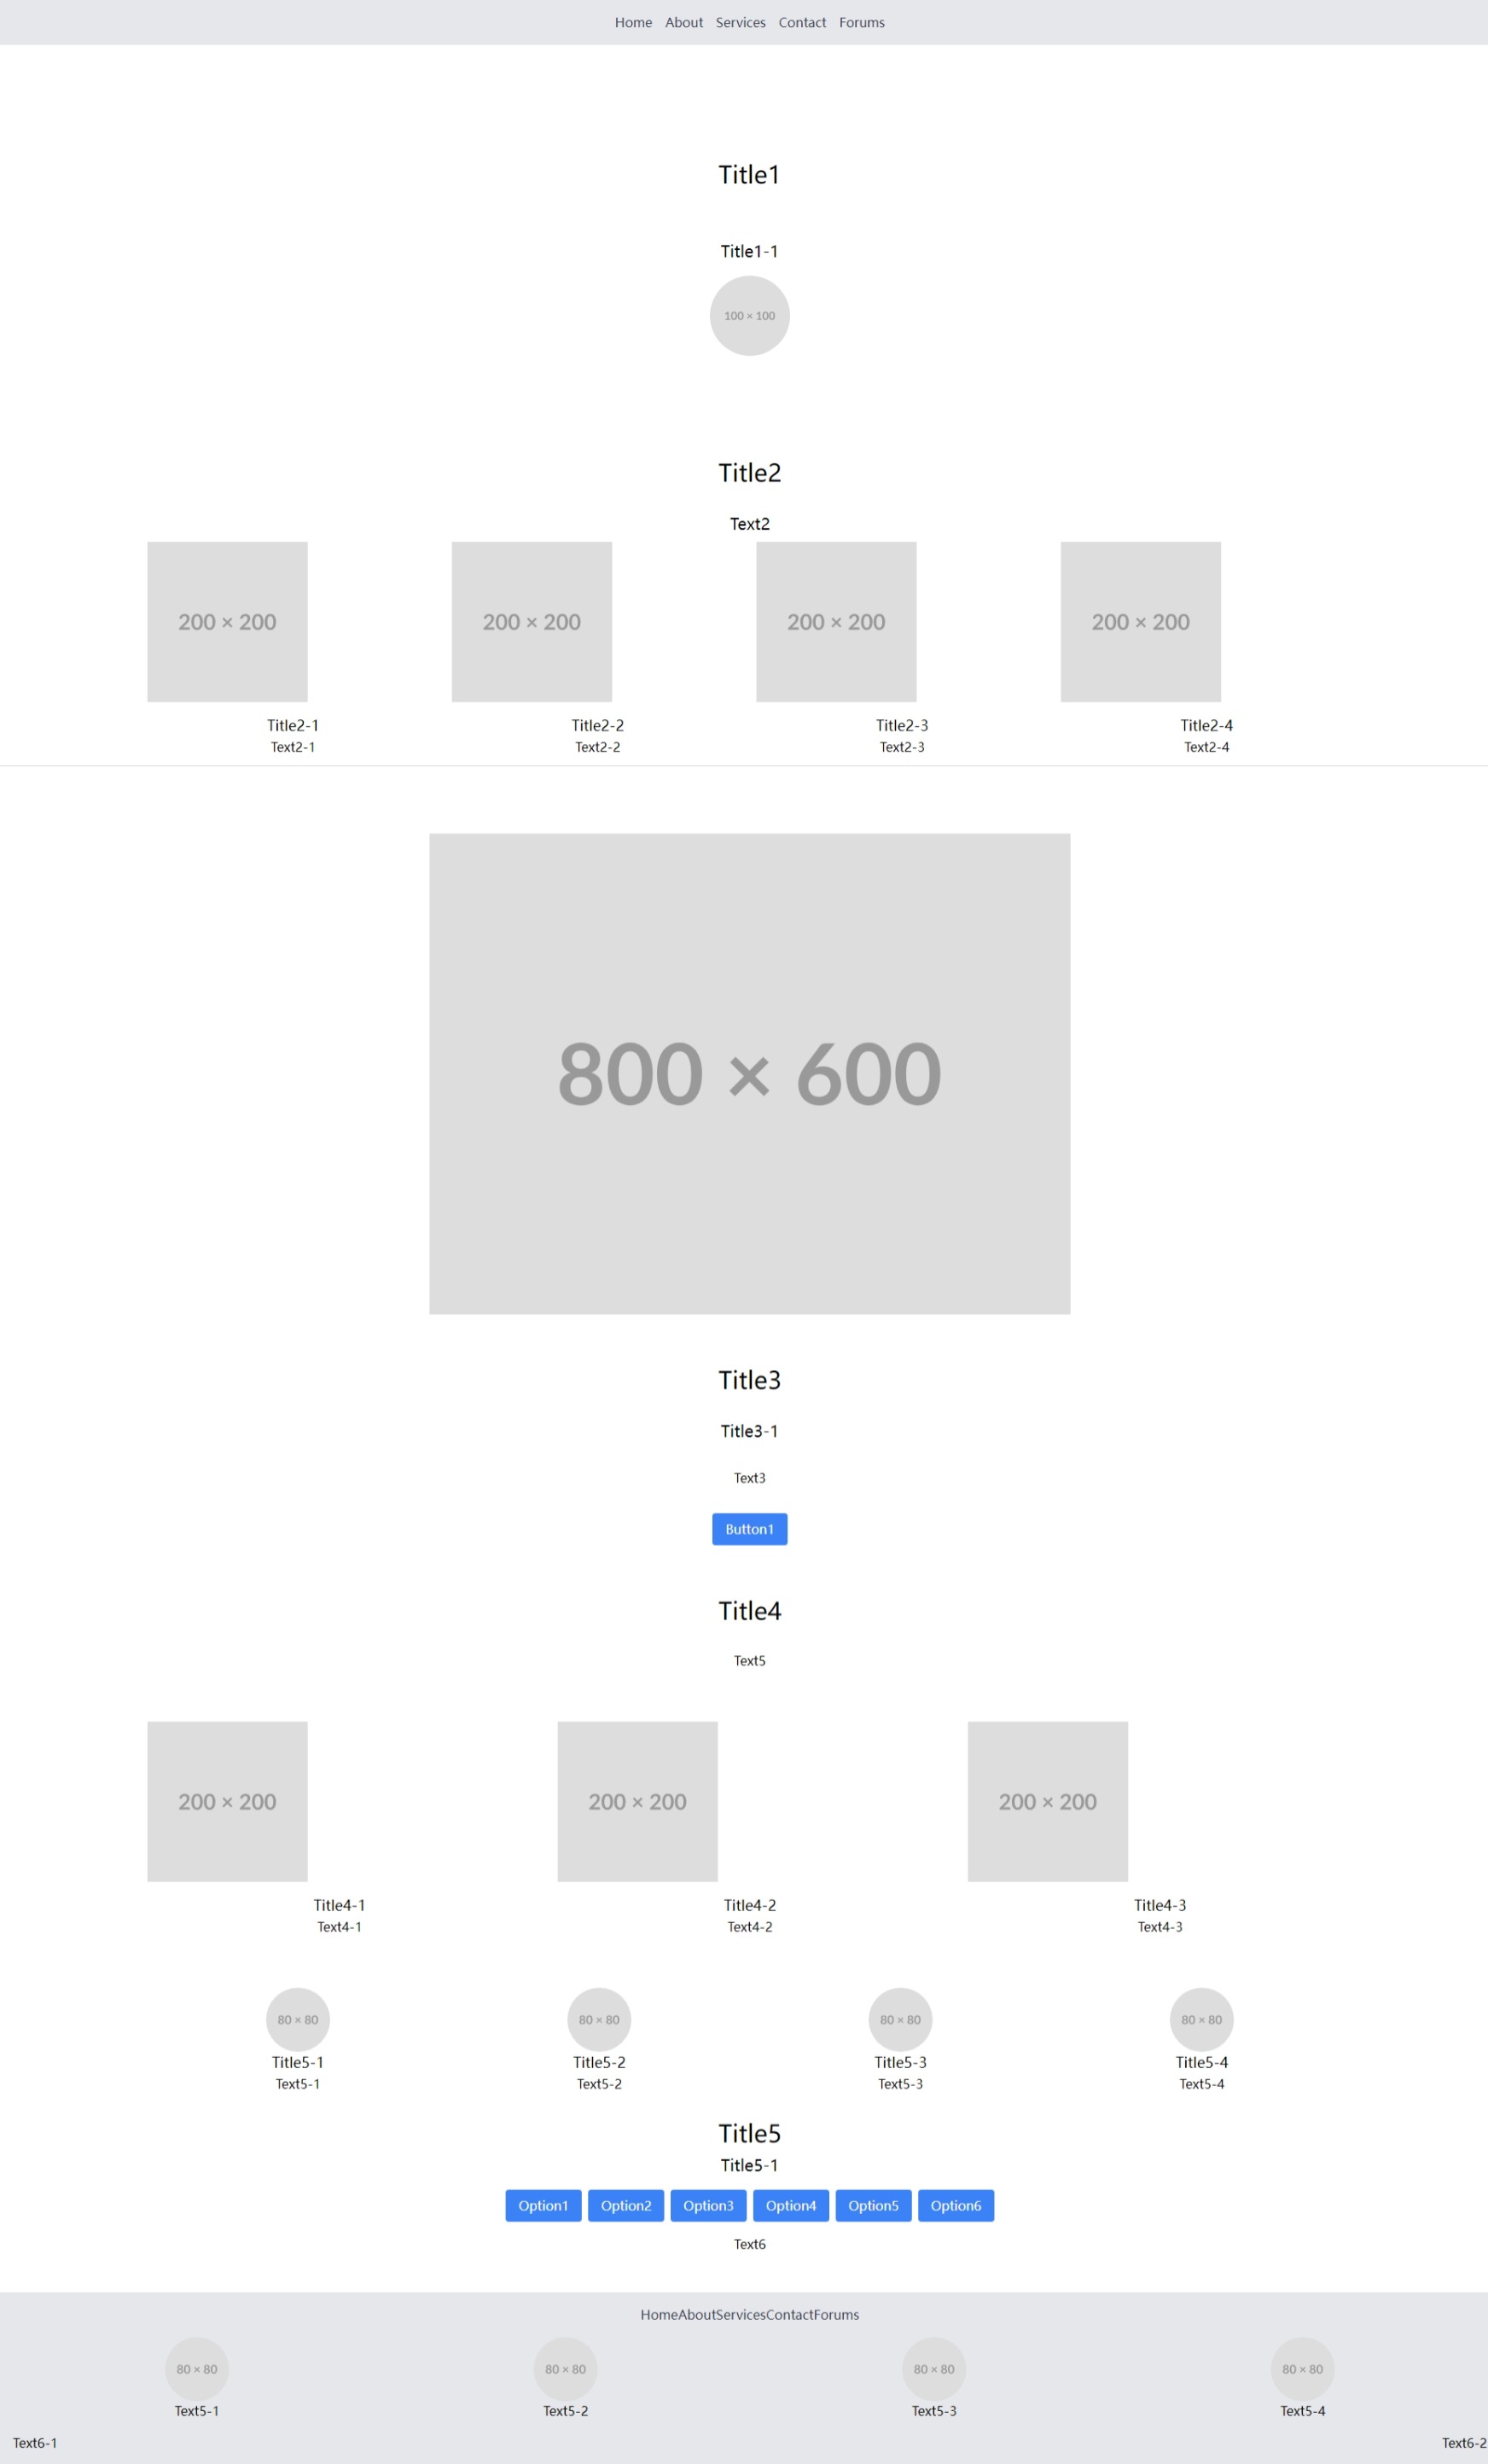 Home About Services Contact Forums
Title1
Title1-1
100 × 100
Title2
Text2
200 × 200 200 × 200 200 × 200 200 × 200
Title2-1 Title2-2 Title2-3 Title2-4
Text2-1 Text2-2 Text2-3 Text2-4
800 × 600
Title3
Title3-1
Text3
Button1
Title4
Text5
200 × 200 200 × 200 200 × 200
Title4-1 Title4-2 Title4-3
Text4-1 Text4-2 Text4-3
80 × 80 80 × 80 80 × 80 80 × 80
Title5-1 Title5-2 Title5-3 Title5-4
Text5-1 Text5-2 Text5-3 Text5-4
Title5
Title5-1
Option1 Option2 Option3 Option4 Option5 Option6
Text6
HomeAboutServicesContactForums
80 × 80 80 × 80 80 × 80 80 × 80
Text5-1 Text5-2 Text5-3 Text5-4
Text6-1 Text6-2